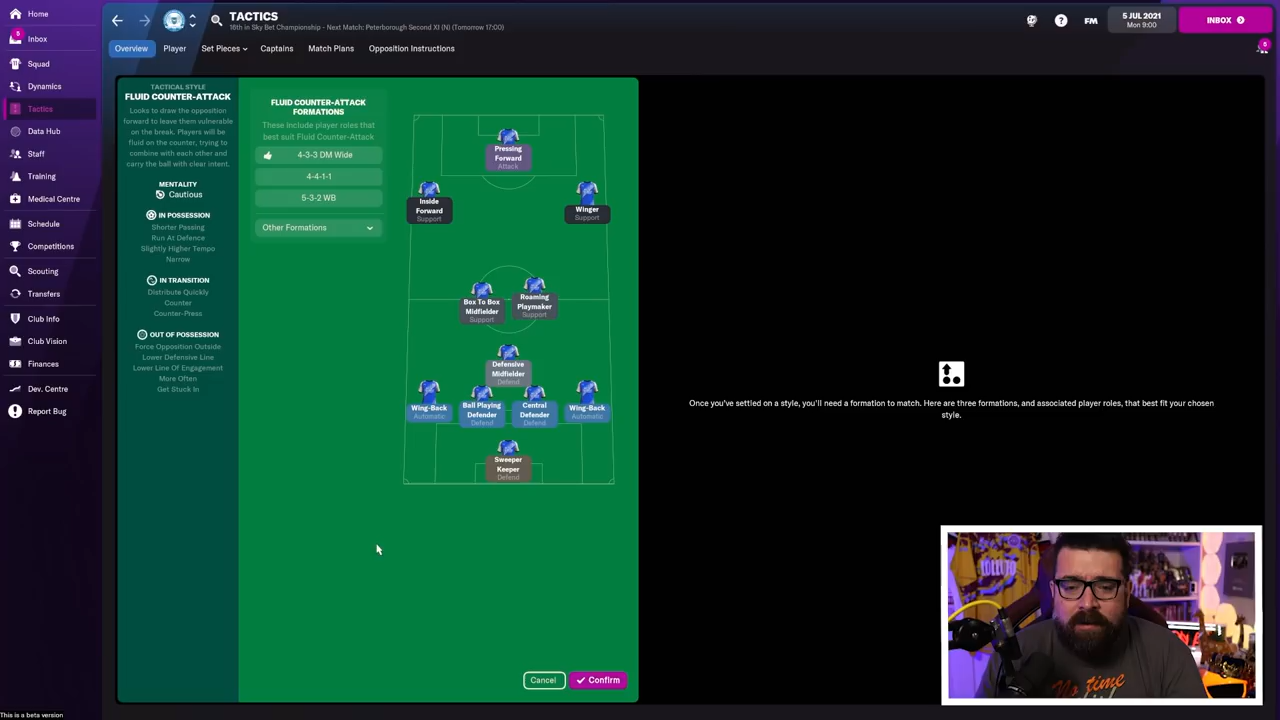 Home
TACTICS
16th in Sky Bet Championship - Next Match: Peterborough Second XI (N) (Tomorrow 17:00)
FM
5 JUL 2021
Mon 9:00
INBOX
5
Inbox
Squad
Dynamics
Tactics
Data Hub
Staff
Training
Medical Centre
Schedule
Competitions
Scouting
Transfers
Club Info
Club Vision
Finances
Dev. Centre
Report Bug
This is a beta version
Overview
Player
Set Pieces
Captains
Match Plans
Opposition Instructions
TACTICAL STYLE
FLUID COUNTER-ATTACK
Looks to draw the opposition
forward to leave them vulnerable
on the break. Players will be
fluid on the counter, trying
to combine with each other and
carry the ball with clear intent.
MENTALITY
Cautious
IN POSSESSION
Shorter Passing
Run At Defence
Slightly Higher Tempo
Narrow
IN TRANSITION
Distribute Quickly
Counter
Counter-Press
OUT OF POSSESSION
Force Opposition Outside
Lower Defensive Line
Lower Line Of Engagement
More Often
Get Stuck In
FLUID COUNTER-ATTACK
FORMATIONS
These include player roles that
best suit Fluid Counter-Attack
4-3-3 DM Wide
4-4-1-1
5-3-2 WB
Other Formations
Pressing
Forward
Attack
Inside
Forward
Support
Winger
Support
Box To Box
Midfielder
Support
Roaming
Playmaker
Support
Defensive
Midfielder
Defend
Wing-Back
Automatic
Ball Playing
Defender
Defend
Central
Defender
Defend
Wing-Back
Automatic
Sweeper
Keeper
Defend
Cancel
Confirm
Once you've settled on a style, you'll need a formation to match. Here are three formations, and associated player roles, that best fit your chosen
style.
No time